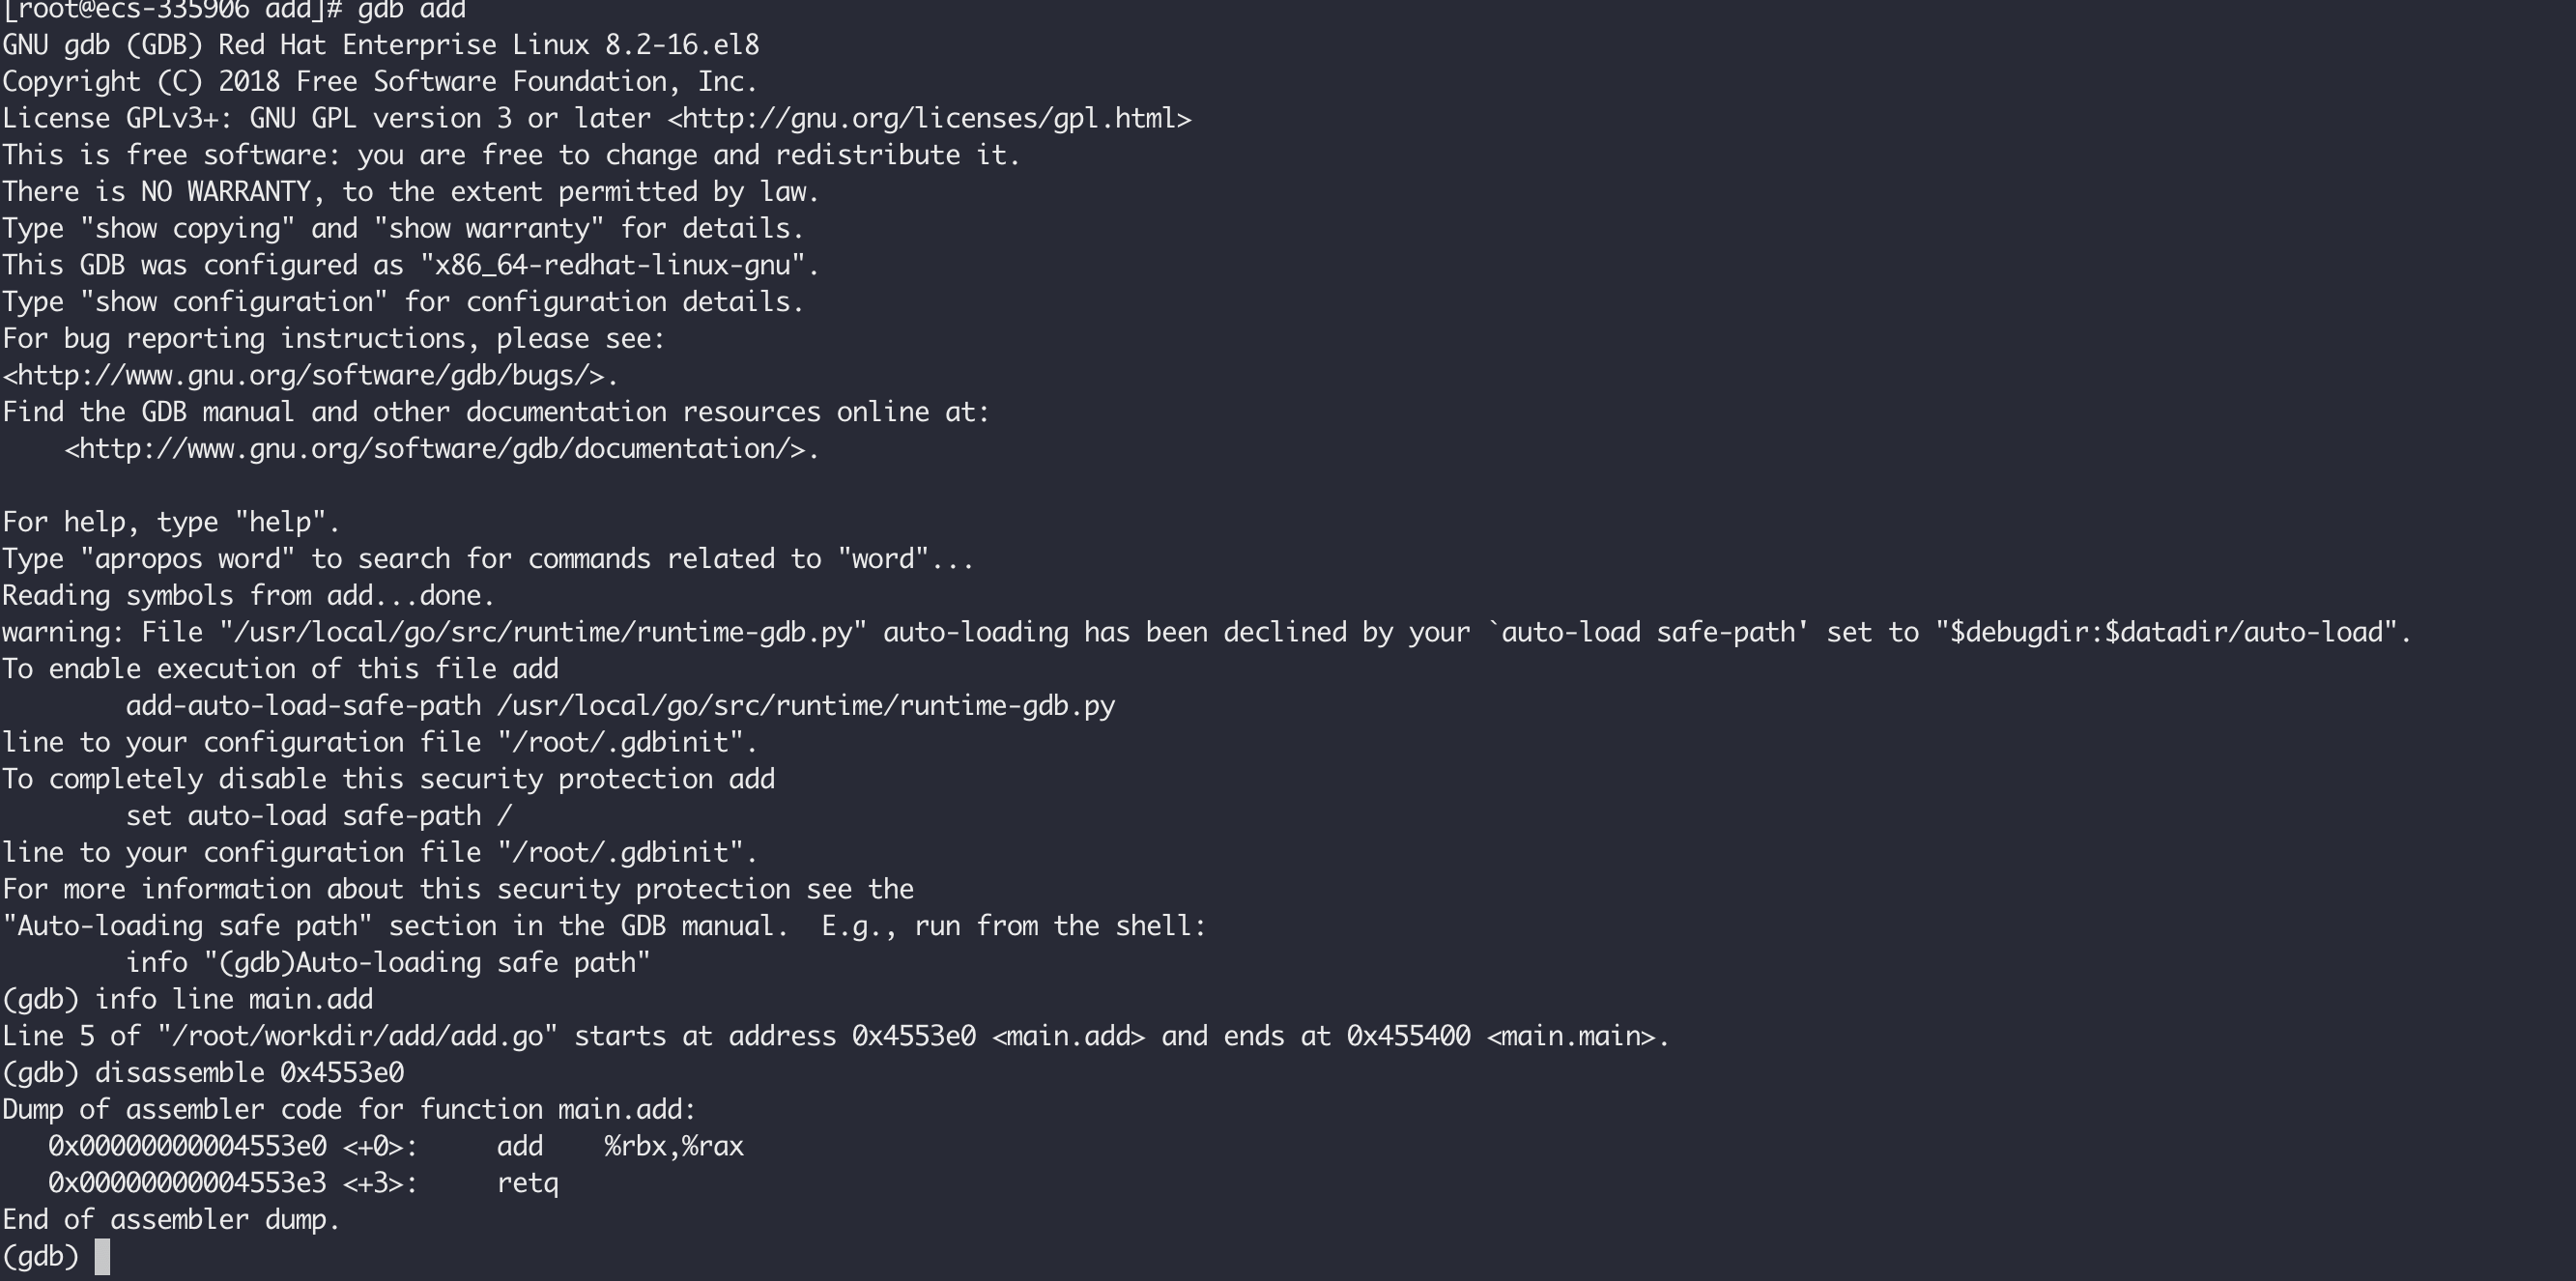 [root@ecs-335906 add]# gdb add
GNU gdb (GDB) Red Hat Enterprise Linux 8.2-16.el8
Copyright (C) 2018 Free Software Foundation, Inc.
License GPLv3+: GNU GPL version 3 or later <http://gnu.org/licenses/gpl.html>
This is free software: you are free to change and redistribute it.
There is NO WARRANTY, to the extent permitted by law.
Type "show copying" and "show warranty" for details.
This GDB was configured as "x86_64-redhat-linux-gnu".
Type "show configuration" for configuration details.
For bug reporting instructions, please see:
<http://www.gnu.org/software/gdb/bugs/>.
Find the GDB manual and other documentation resources online at:
    <http://www.gnu.org/software/gdb/documentation/>.

For help, type "help".
Type "apropos word" to search for commands related to "word"...
Reading symbols from add...done.
warning: File "/usr/local/go/src/runtime/runtime-gdb.py" auto-loading has been declined by your `auto-load safe-path' set to "$debugdir:$datadir/auto-load".
To enable execution of this file add
        add-auto-load-safe-path /usr/local/go/src/runtime/runtime-gdb.py
line to your configuration file "/root/.gdbinit".
To completely disable this security protection add
        set auto-load safe-path /
line to your configuration file "/root/.gdbinit".
For more information about this security protection see the
"Auto-loading safe path" section in the GDB manual.  E.g., run from the shell:
        info "(gdb)Auto-loading safe path"
(gdb) info line main.add
Line 5 of "/root/workdir/add/add.go" starts at address 0x4553e0 <main.add> and ends at 0x455400 <main.main>.
(gdb) disassemble 0x4553e0
Dump of assembler code for function main.add:
   0x00000000004553e0 <+0>:     add    %rbx,%rax
   0x00000000004553e3 <+3>:     retq
End of assembler dump.
(gdb)